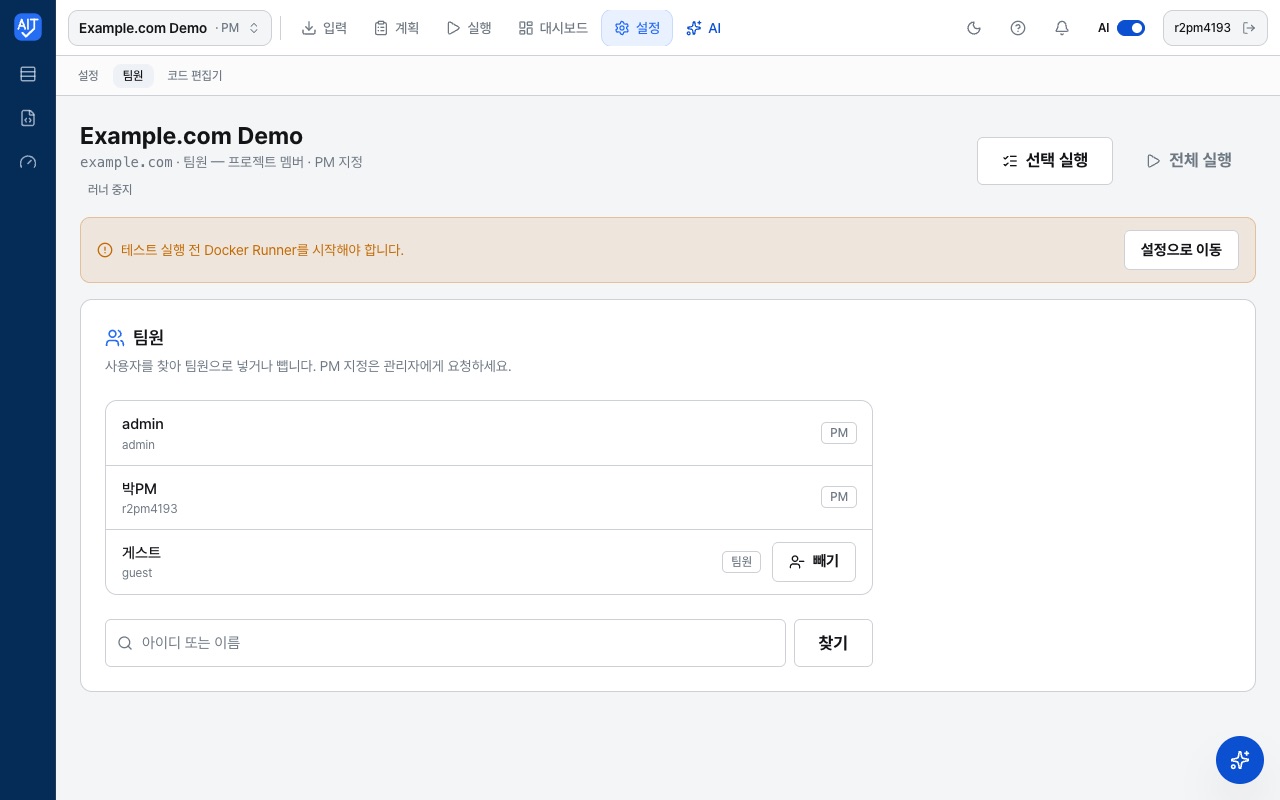 AIT
Example.com Demo · PM
입력
계획
실행
대시보드
설정
AI
AI
r2pm4193
설정
팀원
코드 편집기
Example.com Demo
example.com · 팀원 — 프로젝트 멤버 · PM 지정
러너 중지
선택 실행
전체 실행
테스트 실행 전 Docker Runner를 시작해야 합니다.
설정으로 이동
팀원
사용자를 찾아 팀원으로 넣거나 뺍니다. PM 지정은 관리자에게 요청하세요.
admin
admin
PM
박PM
r2pm4193
PM
게스트
guest
팀원
빼기
아이디 또는 이름
찾기